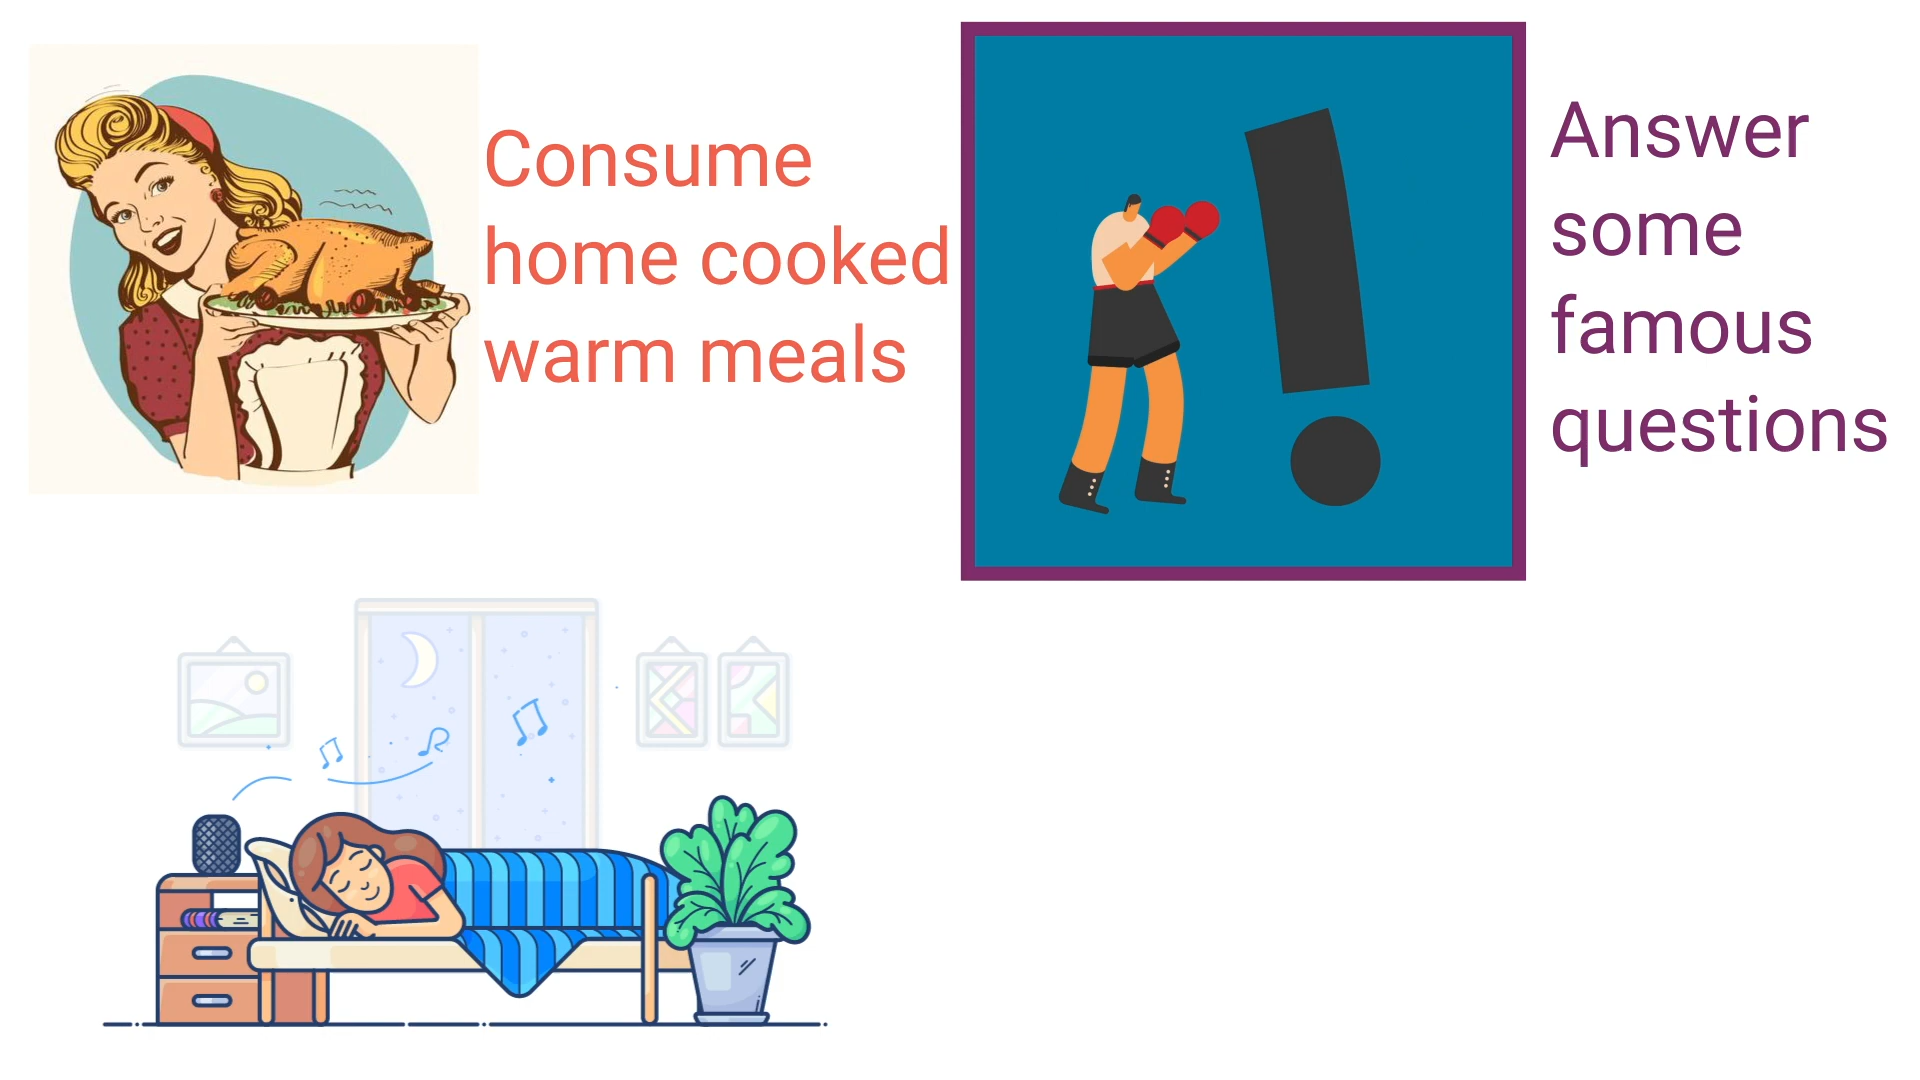 Consume
home cooked
warm meals
Answer
some
famous
questions